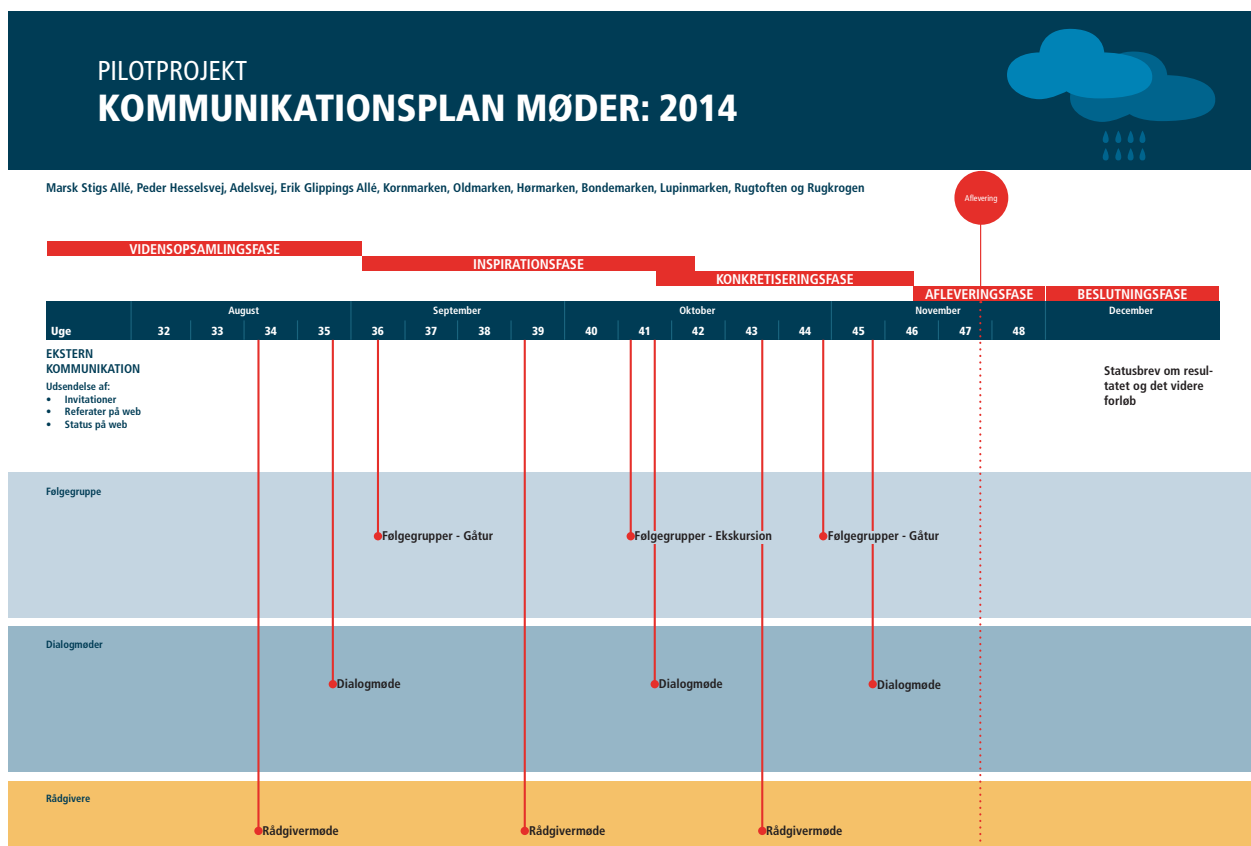 PILOTPROJEKT
KOMMUNIKATIONSPLAN MØDER: 2014
Marsk Stigs Allé, Peder Hesselsvej, Adelsvej, Erik Glippings Allé, Kornmarken, Oldmarken, Hørmarken, Bondemarken, Lupinmarken, Rugtoften og Rugkrogen
Aflevering
VIDENSOPSAMLINGSFASE
INSPIRATIONSFASE
KONKRETISERINGSFASE
AFLEVERINGSFASE BESLUTNINGSFASE
August September Oktober November December
Uge 32 33 34 35 36 37 38 39 40 41 42 43 44 45 46 47 48
EKSTERN
KOMMUNIKATION
Udsendelse af:
• Invitationer
• Referater på web
• Status på web
Statusbrev om resul-
tatet og det videre
forløb
Følgegruppe
Følgegrupper - Gåtur Følgegrupper - Ekskursion Følgegrupper - Gåtur
Dialogmøder
Dialogmøde Dialogmøde Dialogmøde
Rådgivere
Rådgivermøde Rådgivermøde Rådgivermøde